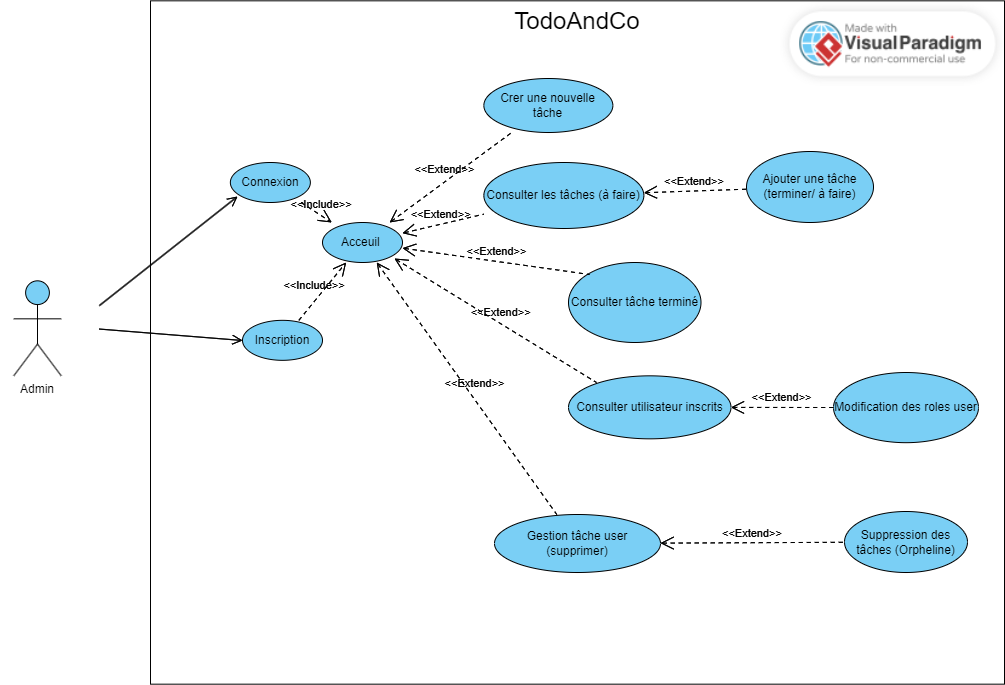 TodoAndCo
Made with
VisualParadigm
For non-commercial use
Crer une nouvelle
tâche
<<Extend>>
Connexion
<<Include>>
Consulter les tâches (à faire)
<<Extend>>
<<Extend>>
Ajouter une tâche
(terminer/ à faire)
Acceuil
<<Extend>>
Consulter tâche terminé
<<Include>>
Inscription
<<Extend>>
Admin
<<Extend>>
Consulter utilisateur inscrits
<<Extend>>
Modification des roles user
Gestion tâche user
(supprimer)
<<Extend>>
Suppression des
tâches (Orpheline)